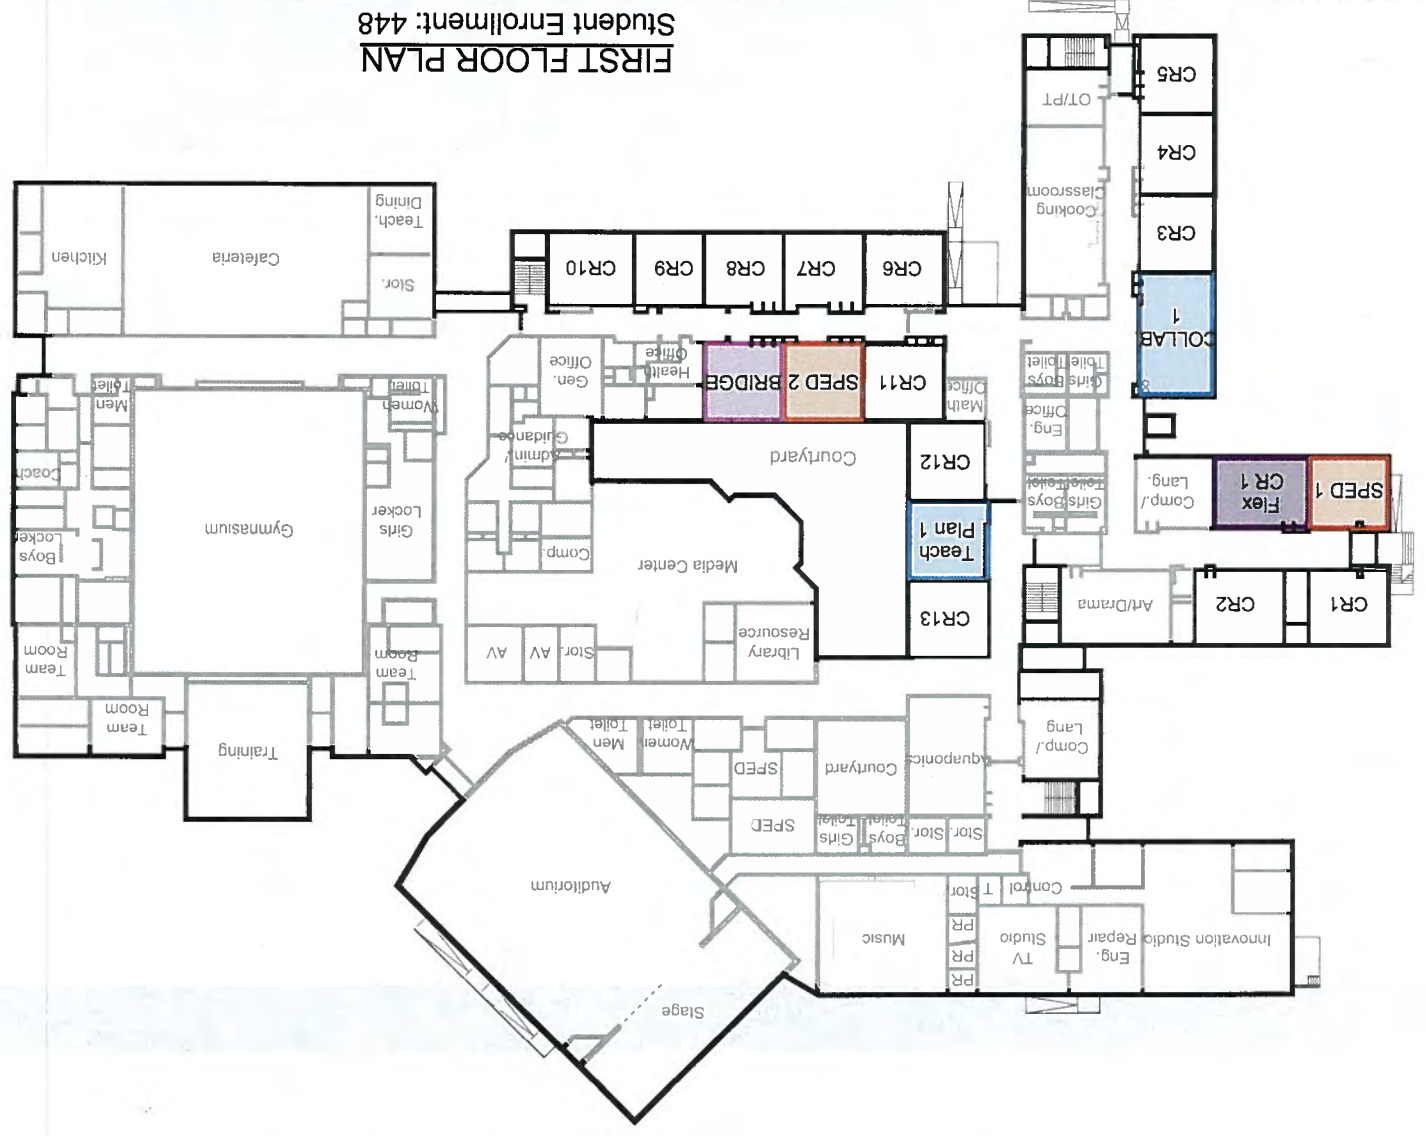 Stage
Innovation Studio
Eng.
Repair
TV
Studio
PR
PR
PR
Music
Control
T
Stor
Auditorium
Stor.
Stor.
Boys
Toilet
Girls
Toilet
SPED
Aquaponics
Courtyard
SPED
Women
Toilet
Men
Toilet
Comp./
Lang
Training
Team
Room
Team
Room
Team
Room
Library
Resource
Stor.
AV
AV
CR1
CR2
Art/Drama
CR13
Media Center
Comp.
Teach
Plan 1
Girls
Locker
Gymnasium
Boys
Locker
SPED 1
Flex
CR 1
Comp./
Lang.
Girls
Toilet
Boys
Toilet
CR12
Courtyard
Admin./
Guidance
Coach
Eng.
Office
Math
Office
CR11
SPED 2
BRIDGE
Health
Office
Gen.
Office
Women
Toilet
Men
Toilet
Girls
Toilet
Boys
Toilet
COLLAB
1
CR3
CR4
CR5
Cooking
Classroom
OT/PT
CR6
CR7
CR8
CR9
CR10
Stor.
Teach.
Dining
Cafeteria
Kitchen
FIRST FLOOR PLAN
Student Enrollment: 448